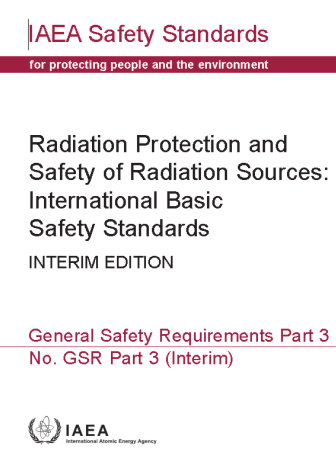 IAEA Safety Standards
for protecting people and the environment
Radiation Protection and
Safety of Radiation Sources:
International Basic
Safety Standards
INTERIM EDITION
General Safety Requirements Part 3
No. GSR Part 3 (Interim)
IAEA
International Atomic Energy Agency